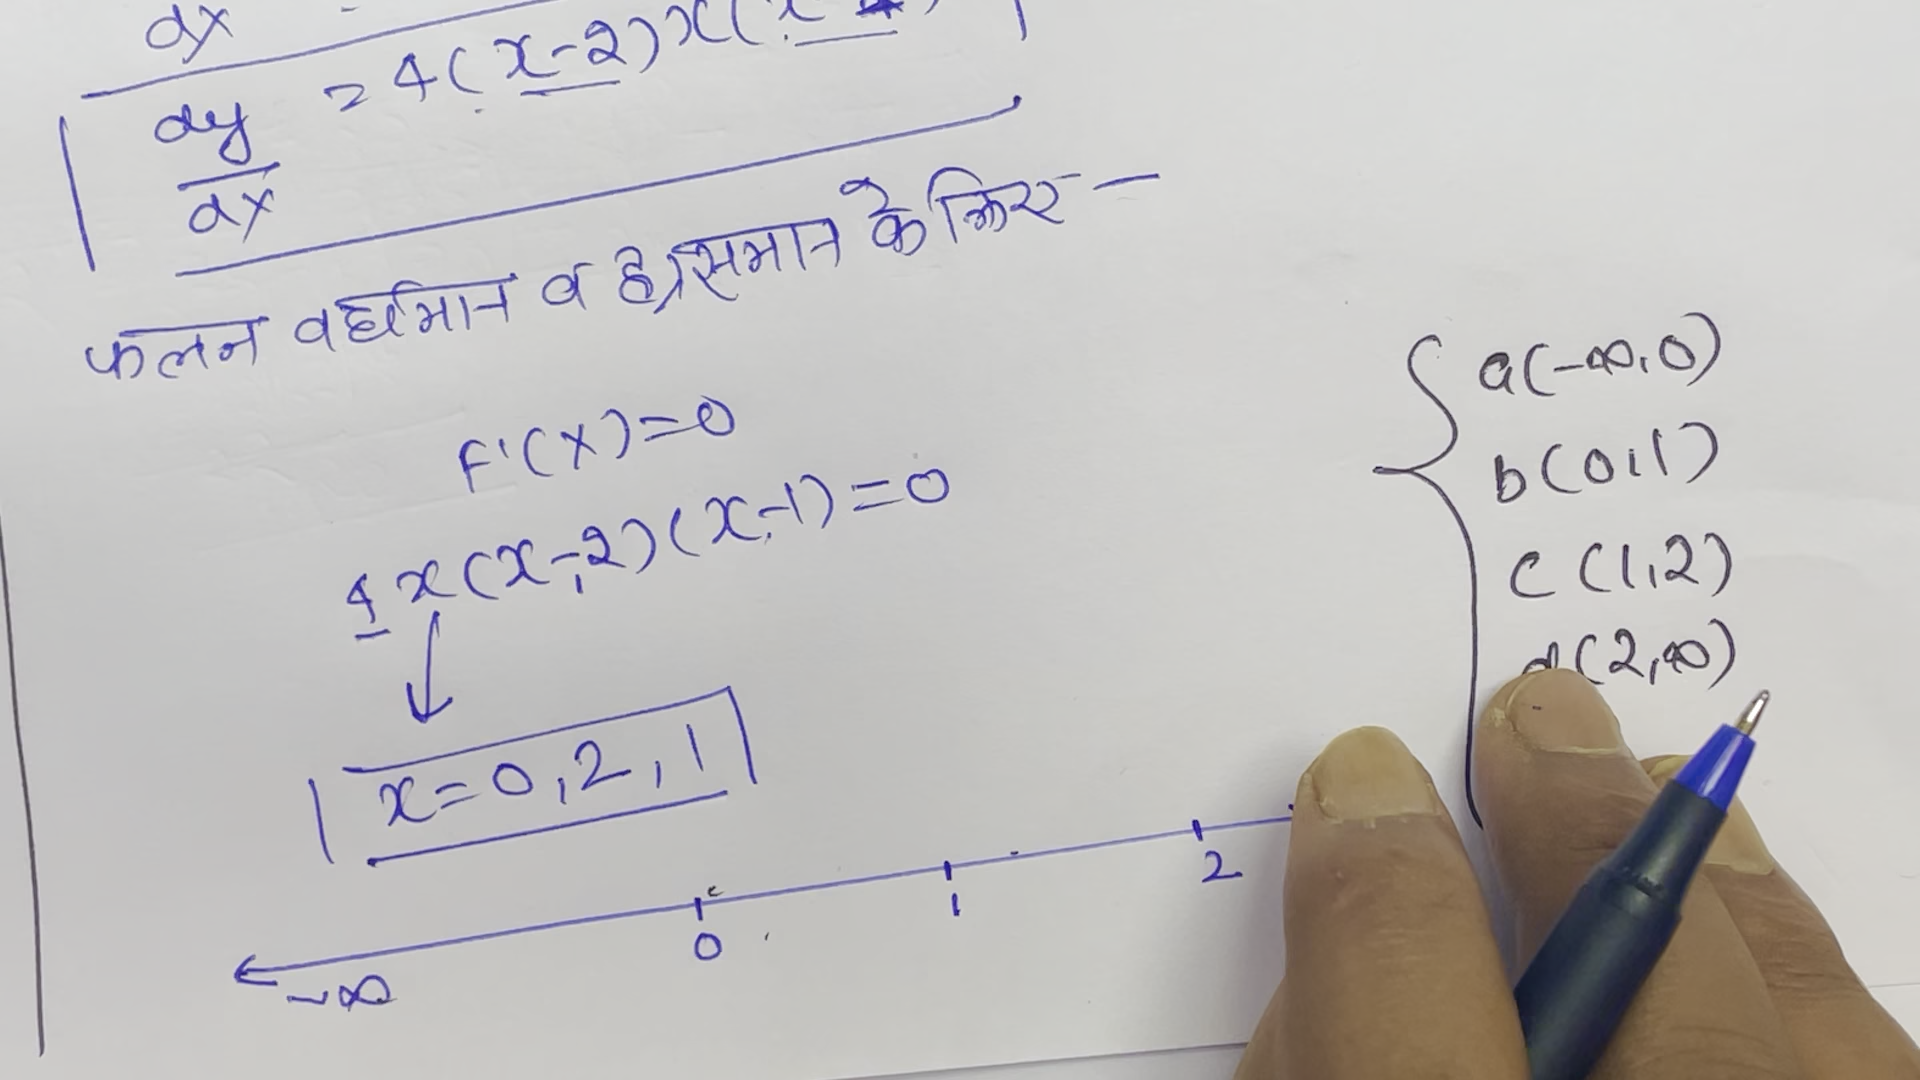 dx
dy/dx = 4(x-2)x(x
फलन वर्धमान व ह्रासमान के लिए -
F'(x)=0
4x(x-2)(x-1)=0
x=0,2,1
-∞ 0 1 2
a(-∞,0)
b(0,1)
c(1,2)
d(2,∞)